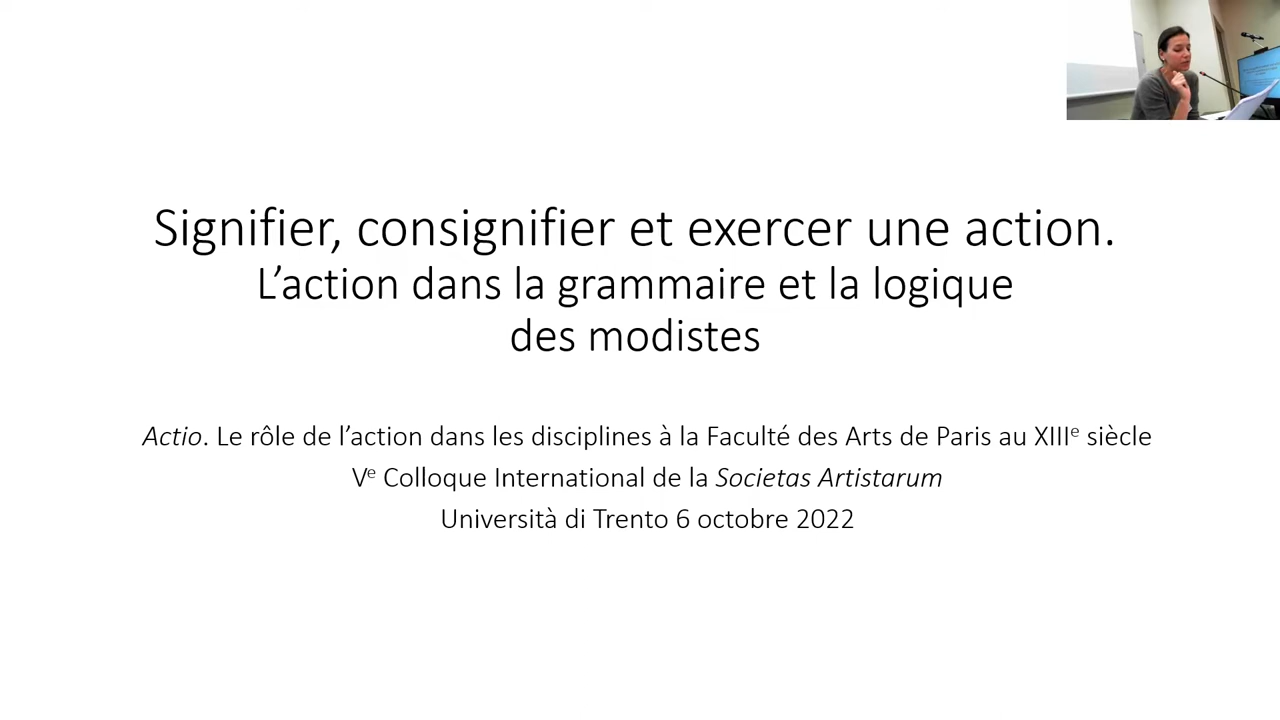 Signifier, consignifier et exercer une action.
L’action dans la grammaire et la logique
des modistes
Actio. Le rôle de l’action dans les disciplines à la Faculté des Arts de Paris au XIIIe siècle
Ve Colloque International de la Societas Artistarum
Università di Trento 6 octobre 2022